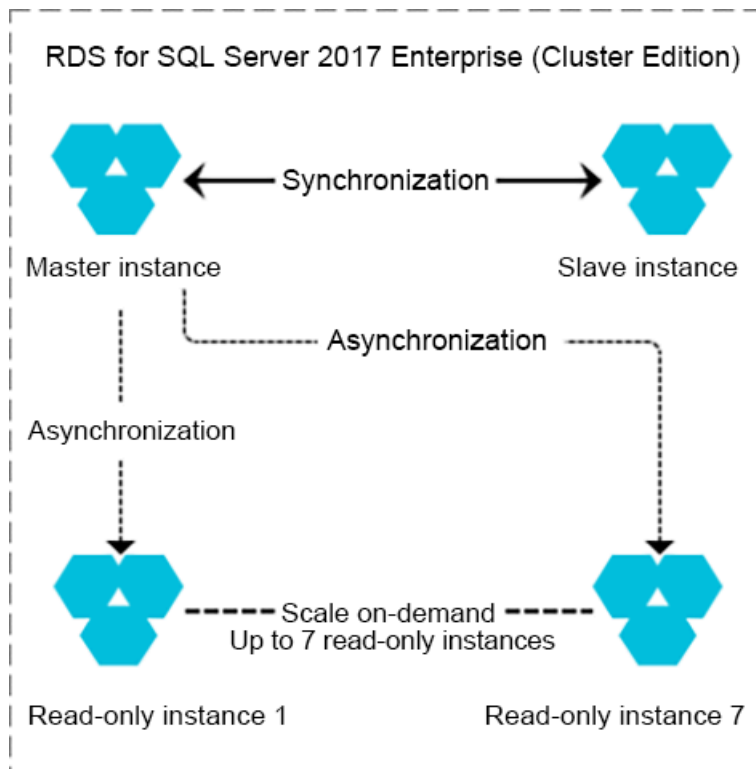 RDS for SQL Server 2017 Enterprise (Cluster Edition)
Synchronization
Master instance
Slave instance
Asynchronization
Asynchronization
Scale on-demand
Up to 7 read-only instances
Read-only instance 1
Read-only instance 7